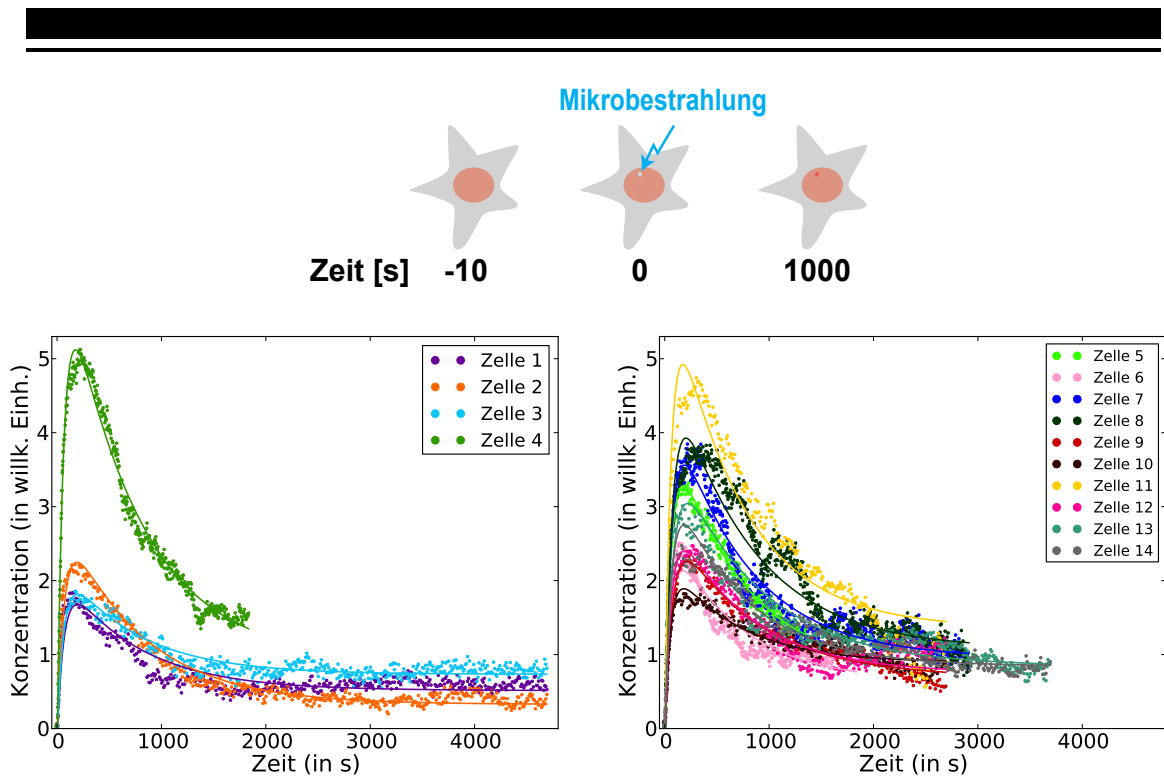 Mikrobestrahlung
Zeit [s] -10 0 1000
Konzentration (in willk. Einh.)
5
4
3
2
1
0
Zelle 1
Zelle 2
Zelle 3
Zelle 4
0 1000 2000 3000 4000
Zeit (in s)
Konzentration (in willk. Einh.)
5
4
3
2
1
0
Zelle 5
Zelle 6
Zelle 7
Zelle 8
Zelle 9
Zelle 10
Zelle 11
Zelle 12
Zelle 13
Zelle 14
0 1000 2000 3000 4000
Zeit (in s)